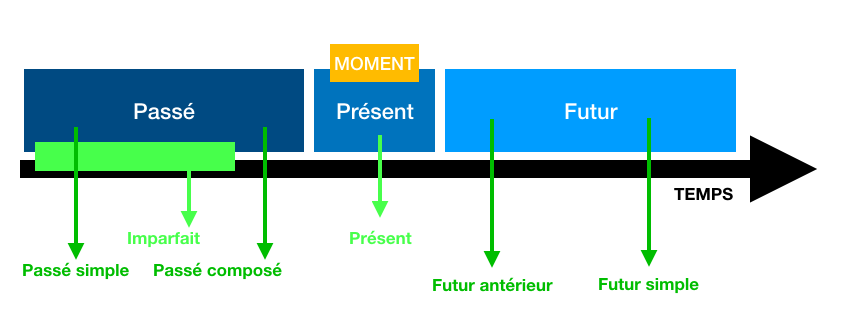 MOMENT
Passé
Présent
Futur
TEMPS
Imparfait
Présent
Passé simple
Passé composé
Futur antérieur
Futur simple